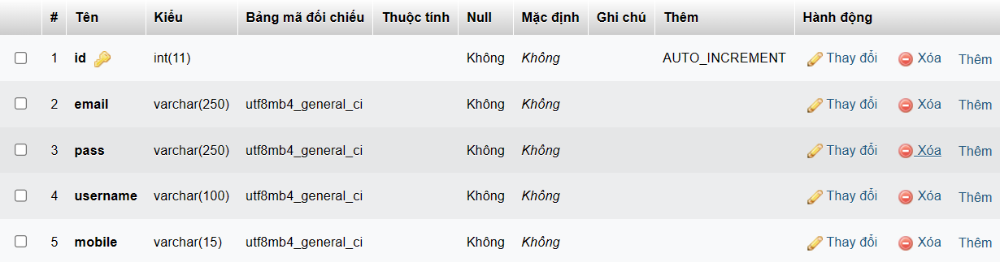 # Tên Kiểu Bảng mã đối chiếu Thuộc tính Null Mặc định Ghi chú Thêm Hành động
1 id int(11) Không Không AUTO_INCREMENT Thay đổi Xóa Thêm
2 email varchar(250) utf8mb4_general_ci Không Không Thay đổi Xóa Thêm
3 pass varchar(250) utf8mb4_general_ci Không Không Thay đổi Xóa Thêm
4 username varchar(100) utf8mb4_general_ci Không Không Thay đổi Xóa Thêm
5 mobile varchar(15) utf8mb4_general_ci Không Không Thay đổi Xóa Thêm